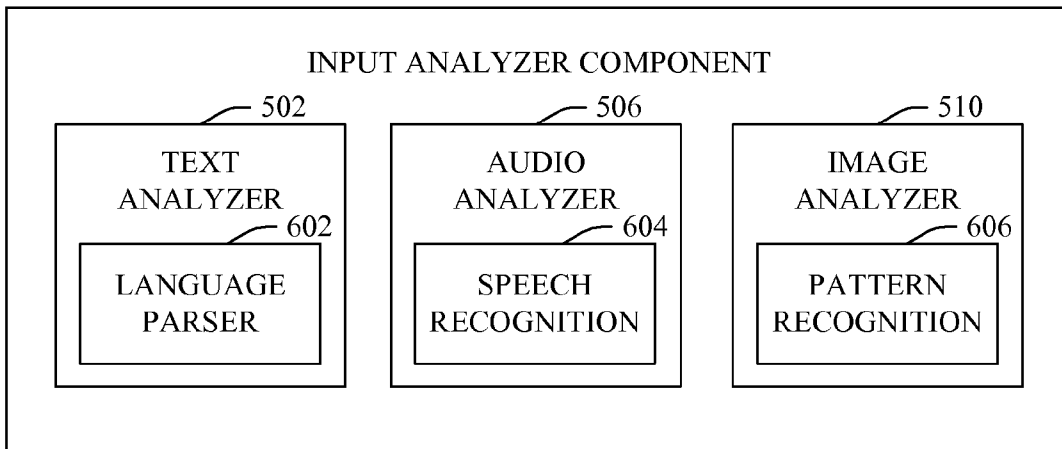 INPUT ANALYZER COMPONENT
502
TEXT
ANALYZER
602
LANGUAGE
PARSER
506
AUDIO
ANALYZER
604
SPEECH
RECOGNITION
510
IMAGE
ANALYZER
606
PATTERN
RECOGNITION